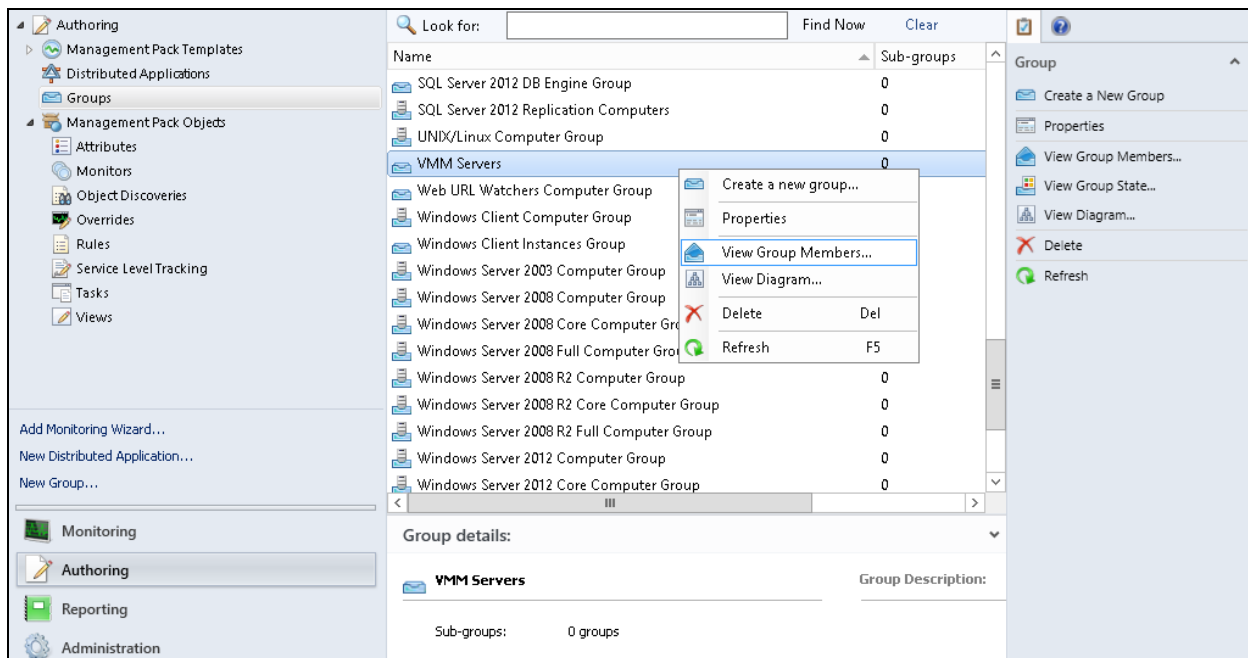 Authoring
Management Pack Templates
Distributed Applications
Groups
Management Pack Objects
Attributes
Monitors
Object Discoveries
Overrides
Rules
Service Level Tracking
Tasks
Views
Add Monitoring Wizard...
New Distributed Application...
New Group...
Monitoring
Authoring
Reporting
Administration
Look for: Find Now Clear
Name Sub-groups
SQL Server 2012 DB Engine Group 0
SQL Server 2012 Replication Computers 0
UNIX/Linux Computer Group 0
VMM Servers 0
Web URL Watchers Computer Group
Windows Client Computer Group
Windows Client Instances Group
Windows Server 2003 Computer Group
Windows Server 2008 Computer Group
Windows Server 2008 Core Computer Gro
Windows Server 2008 Full Computer Grou
Windows Server 2008 R2 Computer Group 0
Windows Server 2008 R2 Core Computer Group 0
Windows Server 2008 R2 Full Computer Group 0
Windows Server 2012 Computer Group 0
Windows Server 2012 Core Computer Group 0
Create a new group...
Properties
View Group Members...
View Diagram...
Delete Del
Refresh F5
Group details:
VMM Servers Group Description:
Sub-groups: 0 groups
Group
Create a New Group
Properties
View Group Members...
View Group State...
View Diagram...
Delete
Refresh